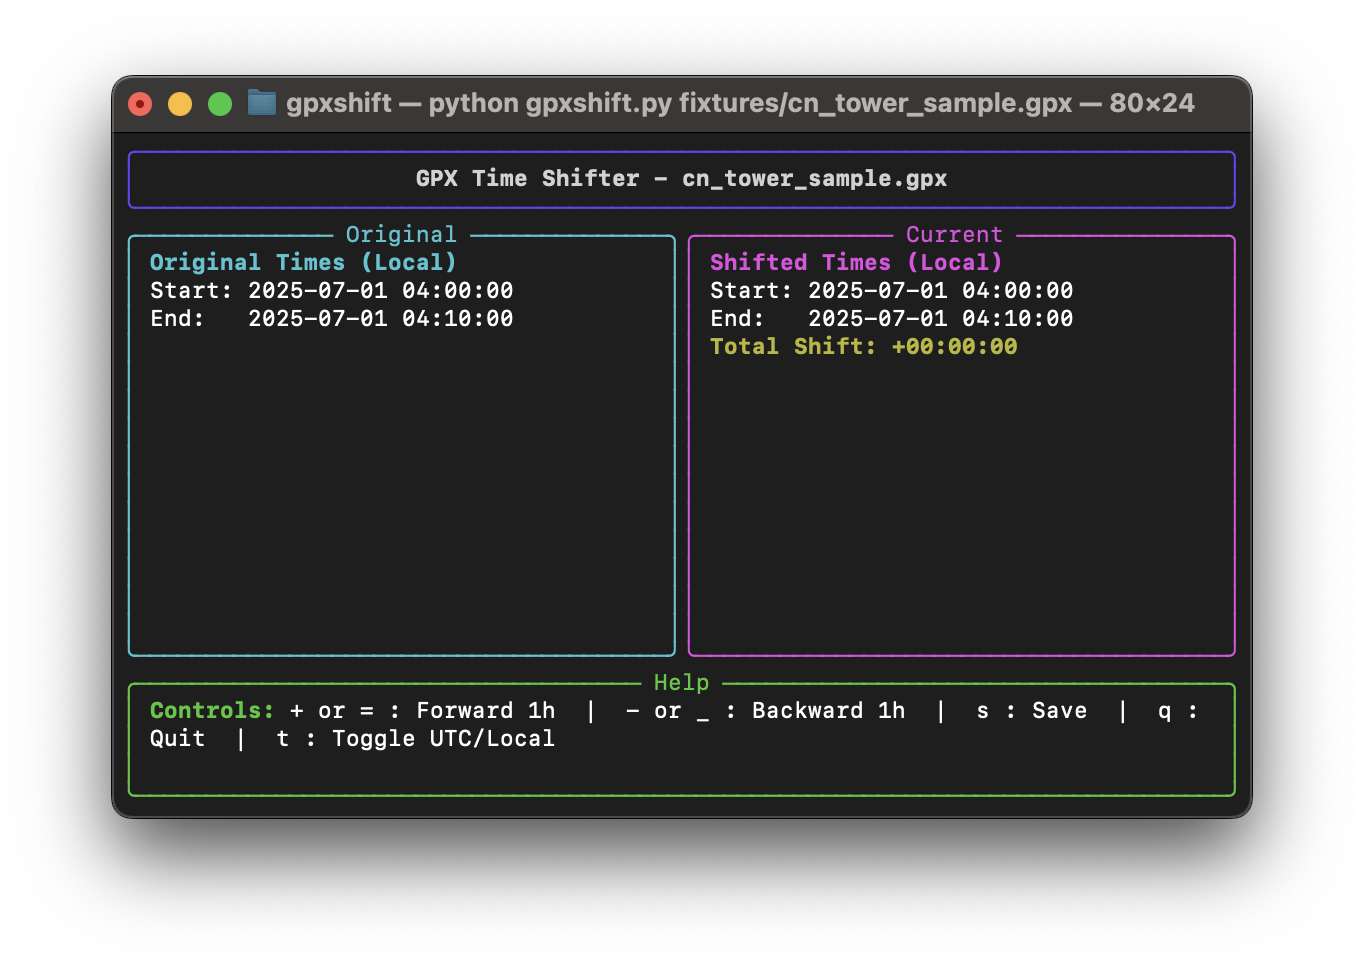 gpxshift — python gpxshift.py fixtures/cn_tower_sample.gpx — 80×24
GPX Time Shifter - cn_tower_sample.gpx
Original
Original Times (Local)
Start: 2025-07-01 04:00:00
End:   2025-07-01 04:10:00
Current
Shifted Times (Local)
Start: 2025-07-01 04:00:00
End:   2025-07-01 04:10:00
Total Shift: +00:00:00
Help
Controls: + or = : Forward 1h  |  - or _ : Backward 1h  |  s : Save  |  q :
Quit  |  t : Toggle UTC/Local